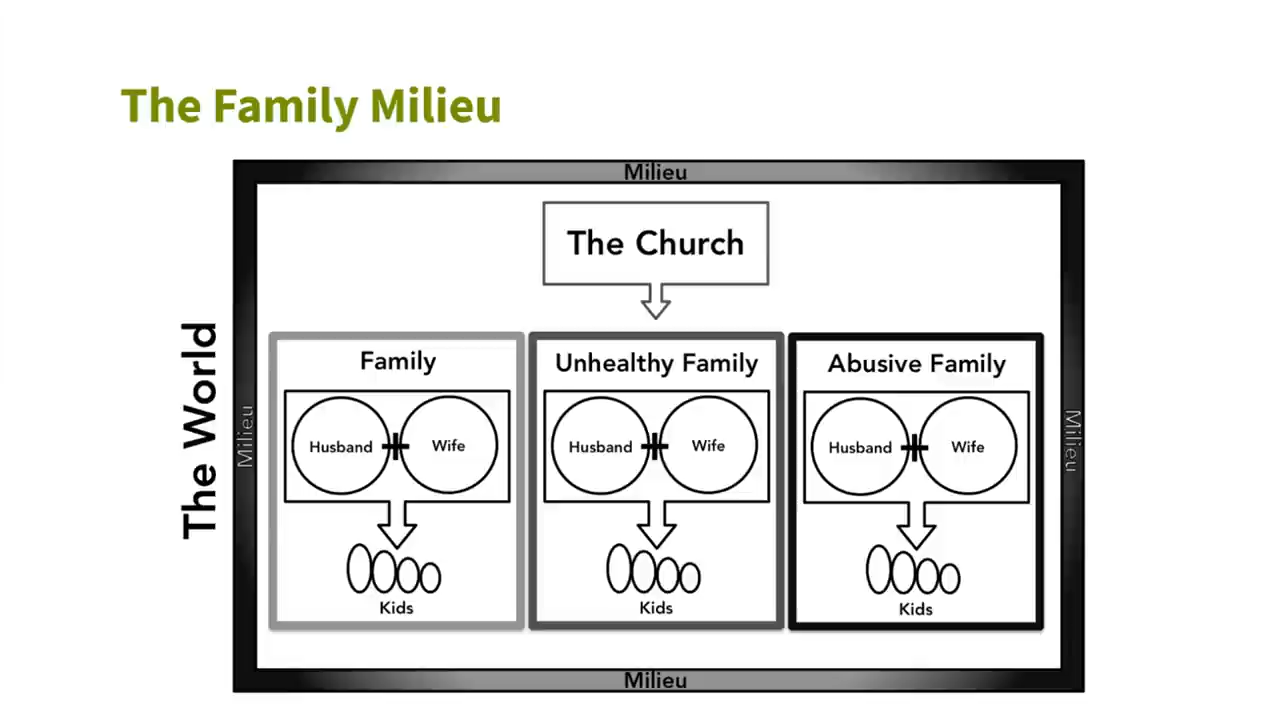 The Family Milieu
Milieu
The Church
The World
Milieu
Milieu
Family
Husband
Wife
Kids
Unhealthy Family
Husband
Wife
Kids
Abusive Family
Husband
Wife
Kids
Milieu